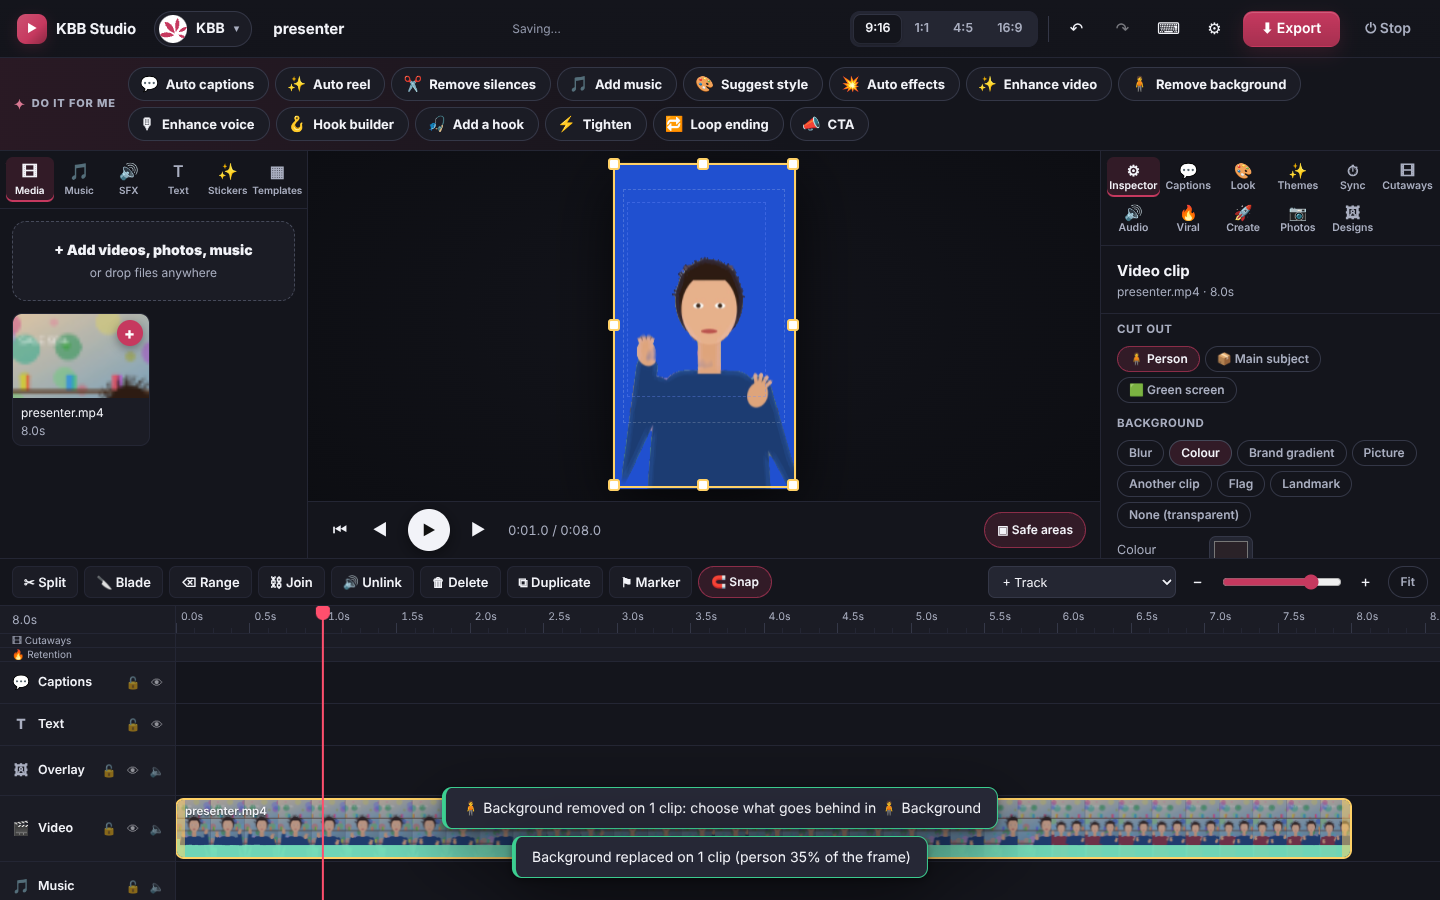 KBB Studio
KBB
presenter
Saving...
9:16 1:1 4:5 16:9
Export
Stop
DO IT FOR ME
Auto captions
Auto reel
Remove silences
Add music
Suggest style
Auto effects
Enhance video
Remove background
Enhance voice
Hook builder
Add a hook
Tighten
Loop ending
CTA
Media Music SFX Text Stickers Templates
+ Add videos, photos, music
or drop files anywhere
presenter.mp4
8.0s
0:01.0 / 0:08.0
Safe areas
Inspector Captions Look Themes Sync Cutaways
Audio Viral Create Photos Designs
Video clip
presenter.mp4 · 8.0s
CUT OUT
Person
Main subject
Green screen
BACKGROUND
Blur Colour Brand gradient Picture
Another clip Flag Landmark
None (transparent)
Colour
Split
Blade
Range
Join
Unlink
Delete
Duplicate
Marker
Snap
+ Track
Fit
8.0s
0.0s 0.5s 1.0s 1.5s 2.0s 2.5s 3.0s 3.5s 4.0s 4.5s 5.0s 5.5s 6.0s 6.5s 7.0s 7.5s 8.0s 8.
Cutaways
Retention
Captions
Text
Overlay
Video
presenter.mp4
Background removed on 1 clip: choose what goes behind in Background
Background replaced on 1 clip (person 35% of the frame)
Music